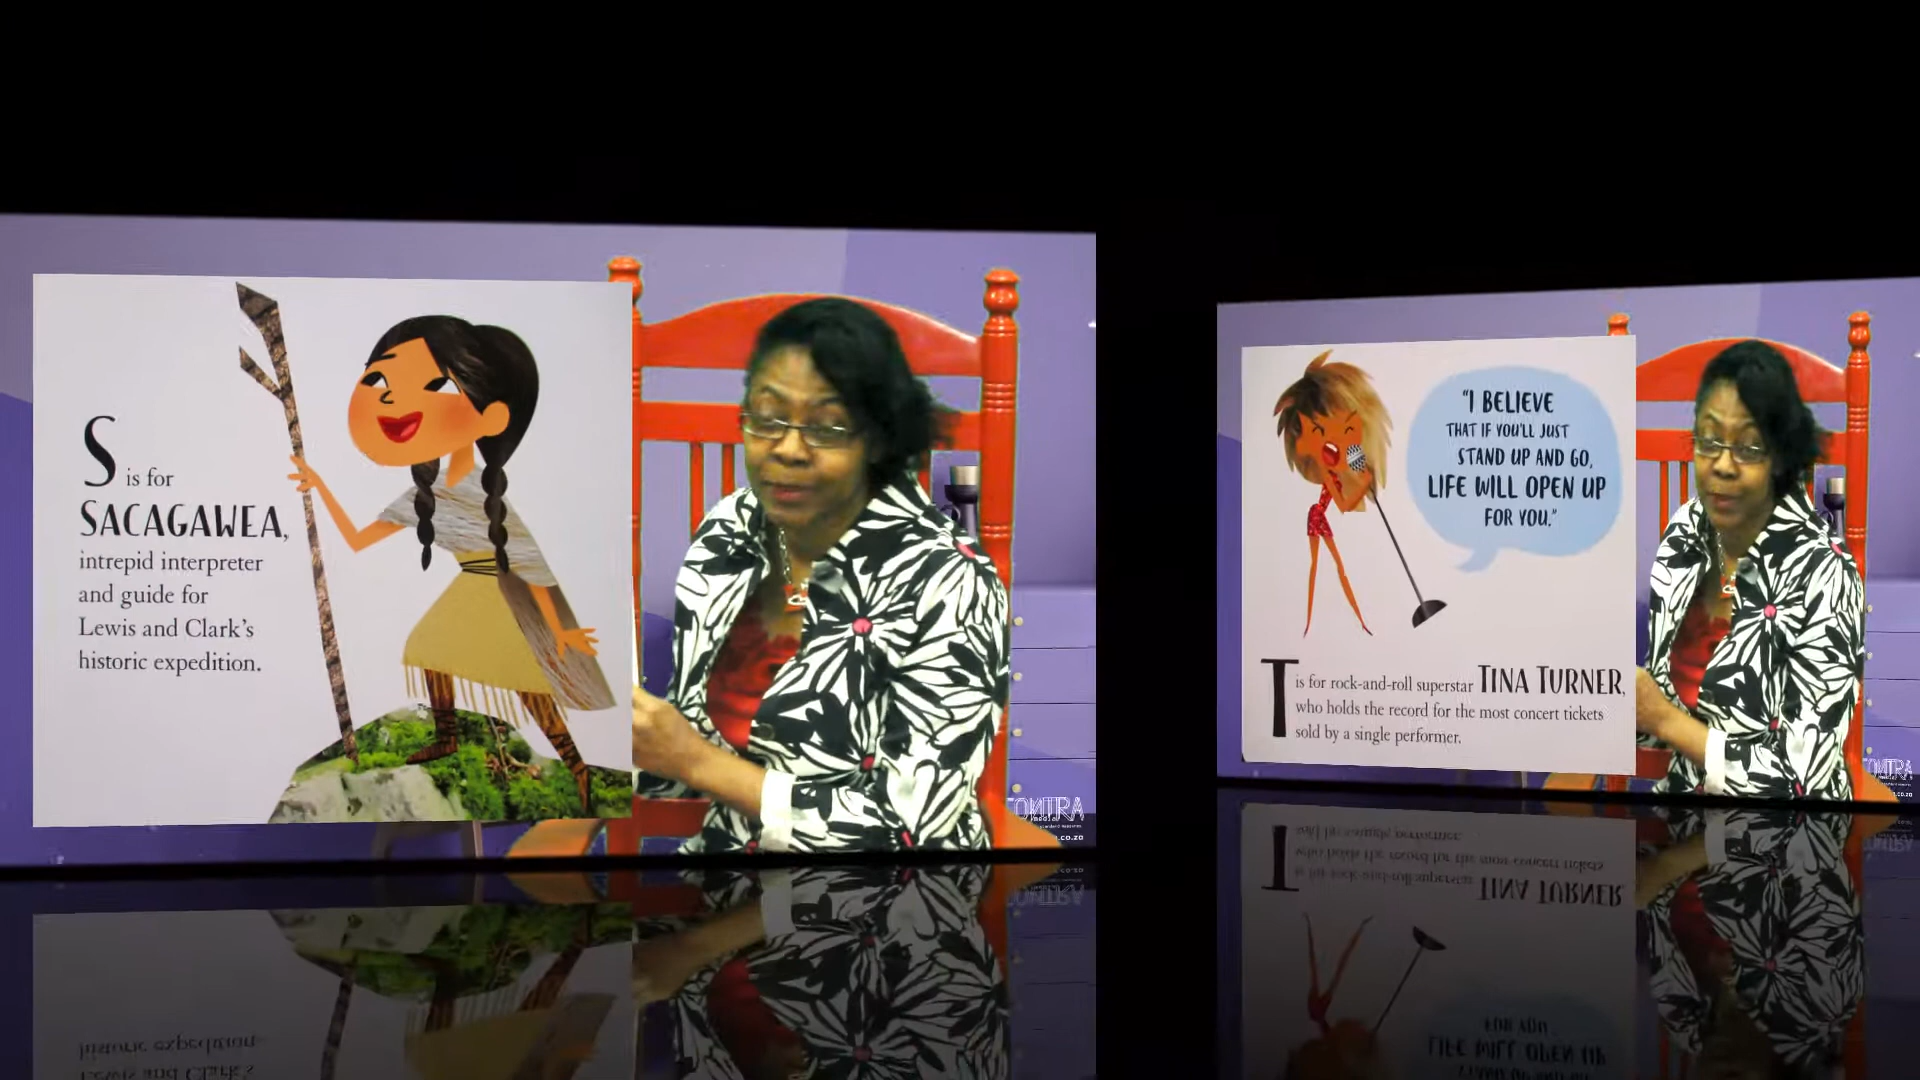 S is for
SACAGAWEA,
intrepid interpreter
and guide for
Lewis and Clark's
historic expedition.
"I BELIEVE
THAT IF YOU'LL JUST
STAND UP AND GO,
LIFE WILL OPEN UP
FOR YOU."
T is for rock-and-roll superstar TINA TURNER,
who holds the record for the most concert tickets
sold by a single performer.